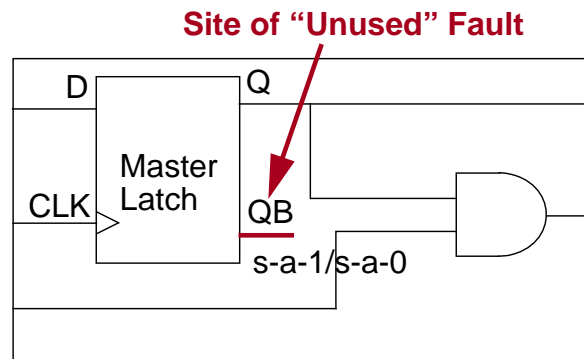 Site of “Unused” Fault
D
Q
Master
Latch
CLK
QB
s-a-1/s-a-0